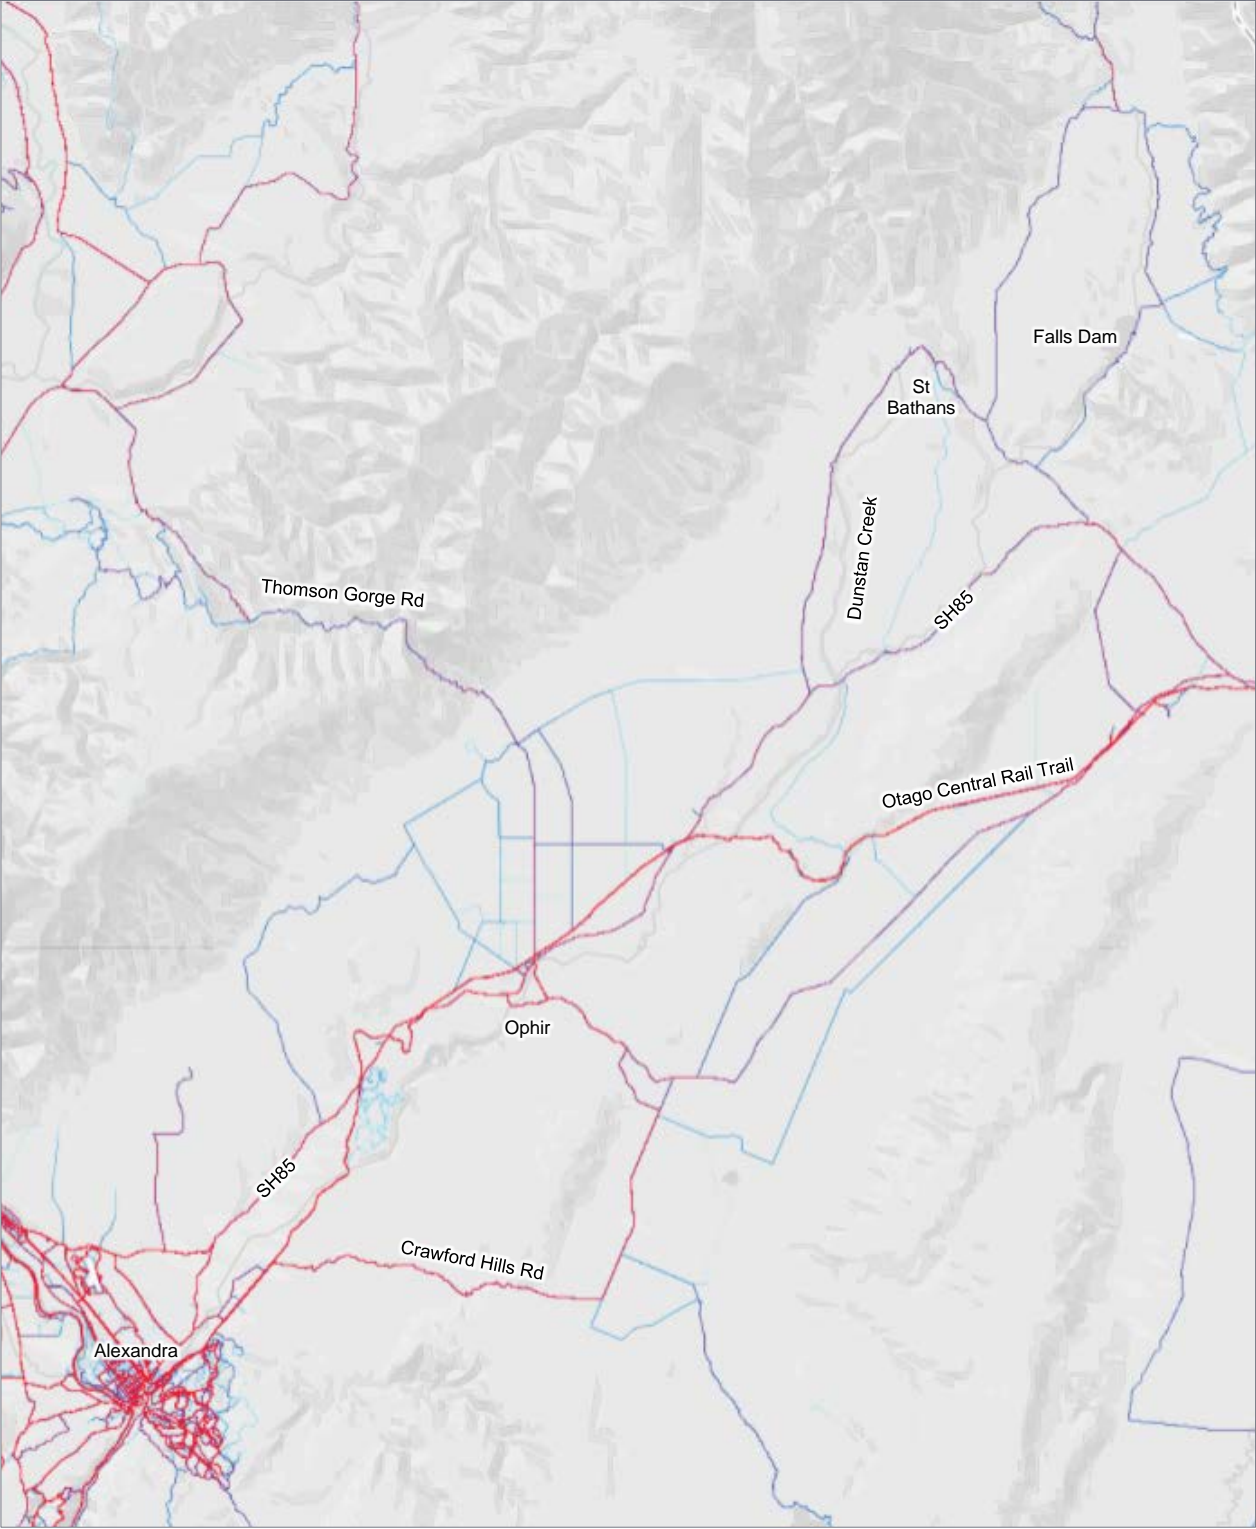 Falls Dam
St
Bathans
Dunstan Creek
Thomson Gorge Rd
SH85
Otago Central Rail Trail
Ophir
SH85
Crawford Hills Rd
Alexandra